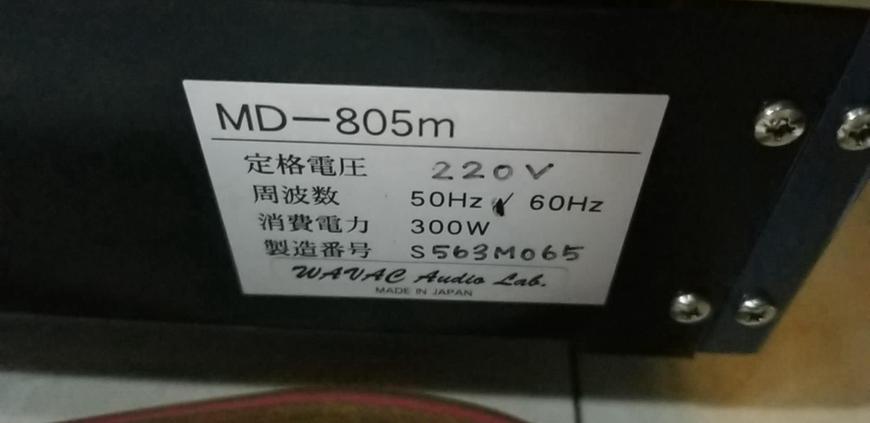 MD-805m
定格電圧 220V
周波数 50Hz / 60Hz
消費電力 300W
製造番号 S563M065
WAVAC Audio Lab.
MADE IN JAPAN